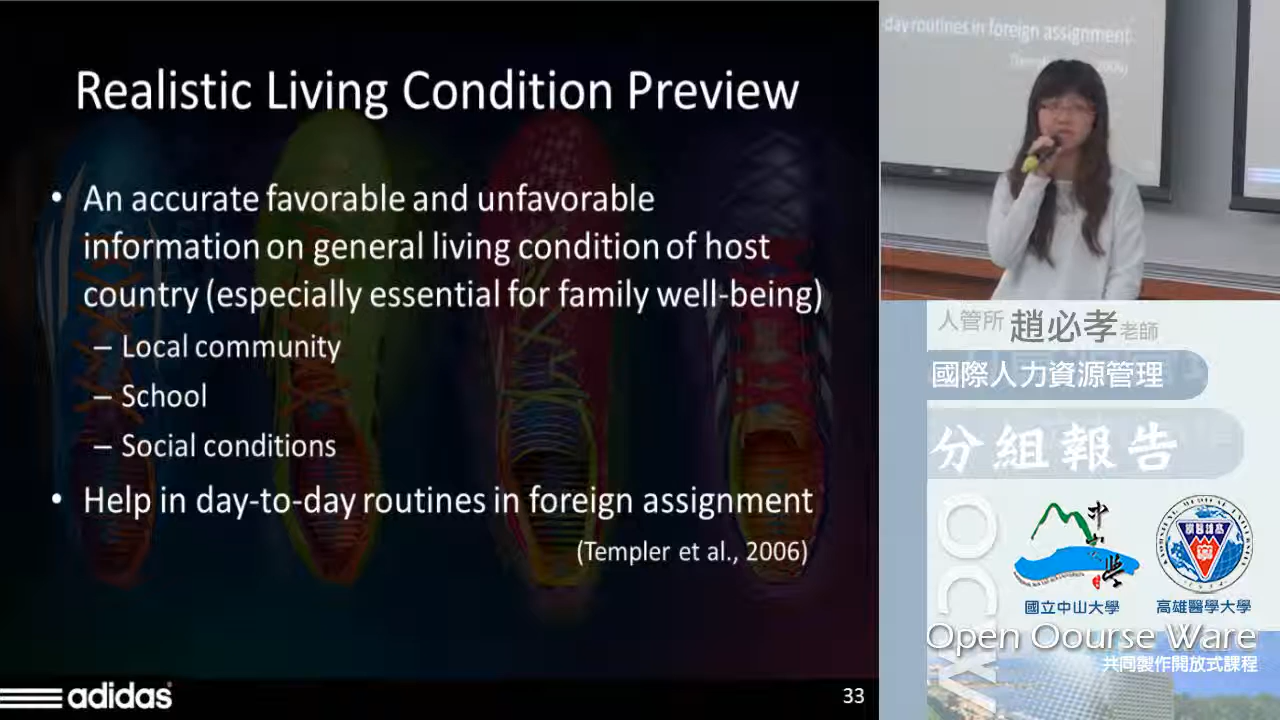 Realistic Living Condition Preview
• An accurate favorable and unfavorable
information on general living condition of host
country (especially essential for family well-being)
– Local community
– School
– Social conditions
• Help in day-to-day routines in foreign assignment
(Templer et al., 2006)
adidas
33
day routines in foreign assignment
人管所 趙必孝老師
國際人力資源管理
分組報告
OCW
國立中山大學
高雄醫學大學
Open Oourse Ware
共同製作開放式課程